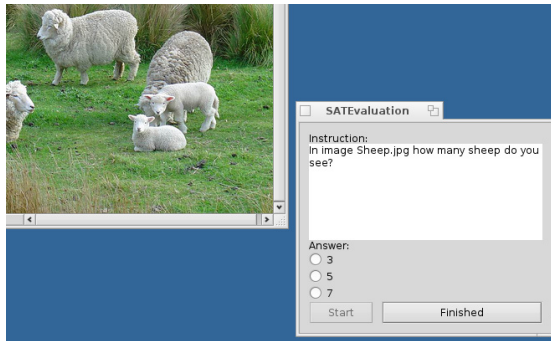 SATEvaluation
Instruction:
In image Sheep.jpg how many sheep do you
see?
Answer:
3
5
7
Start
Finished